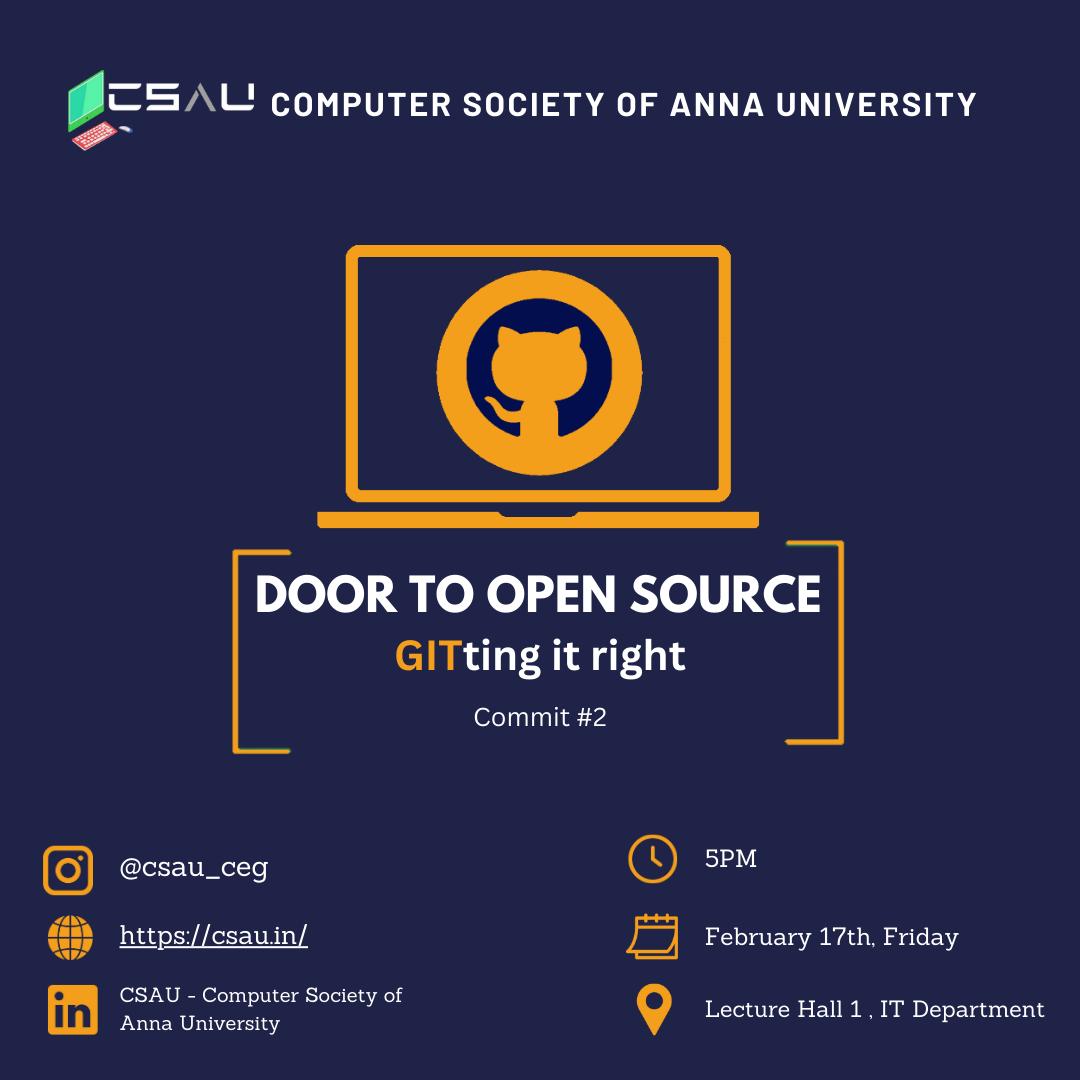 CSAU COMPUTER SOCIETY OF ANNA UNIVERSITY
DOOR TO OPEN SOURCE
GITting it right
Commit #2
@csau_ceg
https://csau.in/
CSAU - Computer Society of
Anna University
in
5PM
February 17th, Friday
Lecture Hall 1 , IT Department